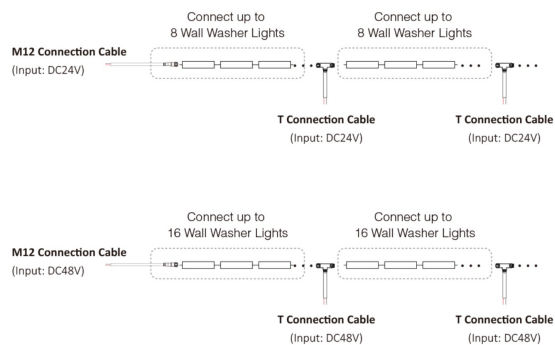 Connect up to
8 Wall Washer Lights
Connect up to
8 Wall Washer Lights
M12 Connection Cable
(Input: DC24V)
T Connection Cable
(Input: DC24V)
T Connection Cable
(Input: DC24V)
Connect up to
16 Wall Washer Lights
Connect up to
16 Wall Washer Lights
M12 Connection Cable
(Input: DC48V)
T Connection Cable
(Input: DC48V)
T Connection Cable
(Input: DC48V)